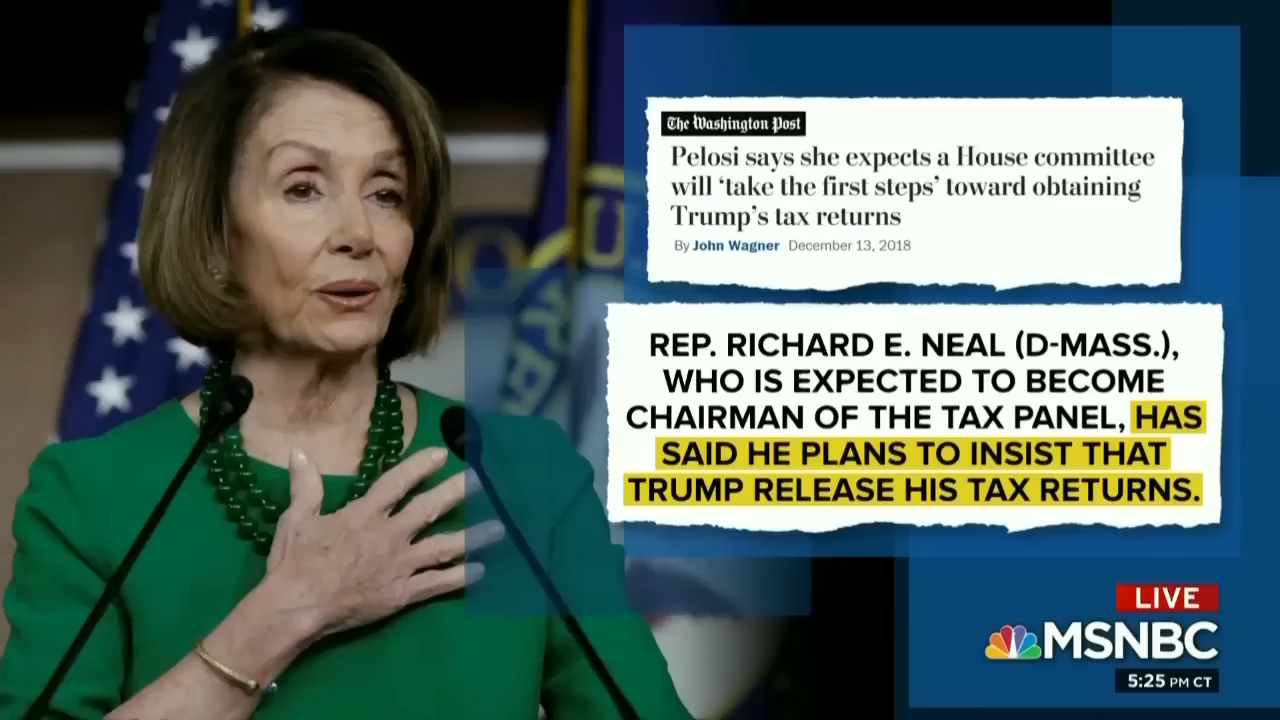 The Washington Post
Pelosi says she expects a House committee
will ‘take the first steps’ toward obtaining
Trump’s tax returns
By John Wagner December 13, 2018
REP. RICHARD E. NEAL (D-MASS.),
WHO IS EXPECTED TO BECOME
CHAIRMAN OF THE TAX PANEL, HAS
SAID HE PLANS TO INSIST THAT
TRUMP RELEASE HIS TAX RETURNS.
LIVE
MSNBC
5:25 PM CT